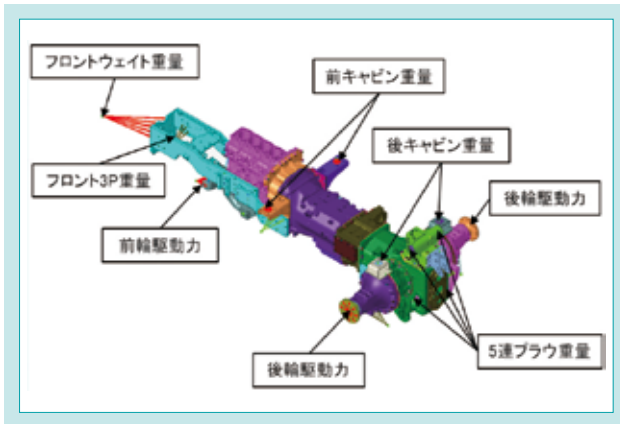 フロントウェイト重量
前キャビン重量
後キャビン重量
フロント3P重量
後輪駆動力
前輪駆動力
5連プラウ重量
後輪駆動力